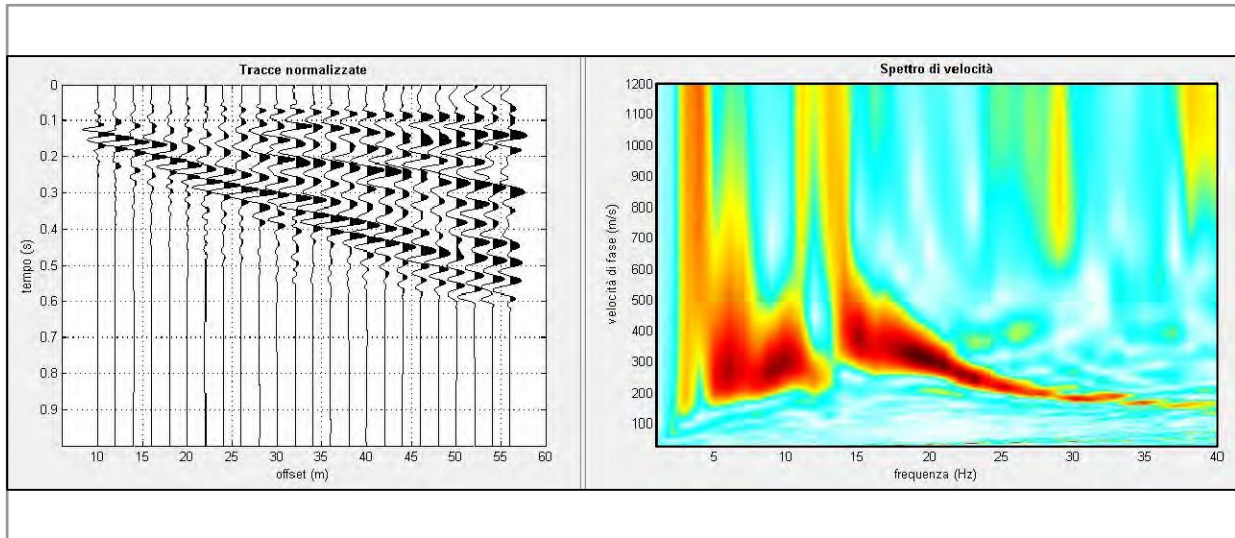 Tracce normalizzate
0
0.1
0.2
0.3
0.4
0.5
0.6
0.7
0.8
0.9
tempo (s)
10 15 20 25 30 35 40 45 50 55 60
offset (m)
Spettro di velocità
1200
1100
1000
900
800
700
600
500
400
300
200
100
velocità di fase (m/s)
5 10 15 20 25 30 35 40
frequenza (Hz)